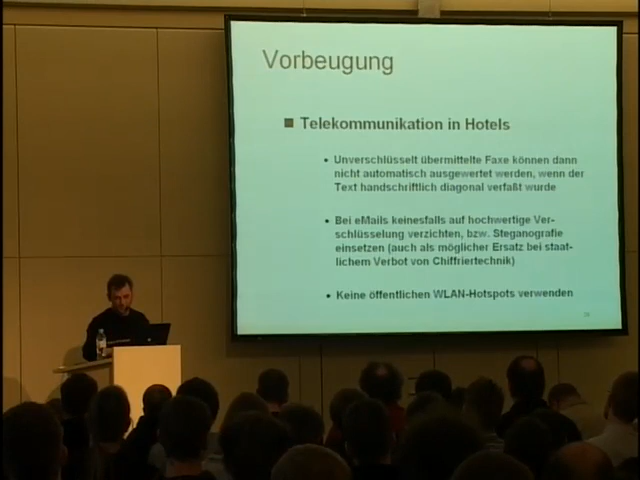 Vorbeugung
Telekommunikation in Hotels
Unverschlüsselt übermittelte Faxe können dann
nicht automatisch ausgewertet werden, wenn der
Text handschriftlich diagonal verfaßt wurde
Bei eMails keinesfalls auf hochwertige Ver-
schlüsselung verzichten, bzw. Steganografie
einsetzen (auch als möglicher Ersatz bei staat-
lichem Verbot von Chiffriertechnik)
Keine öffentlichen WLAN-Hotspots verwenden